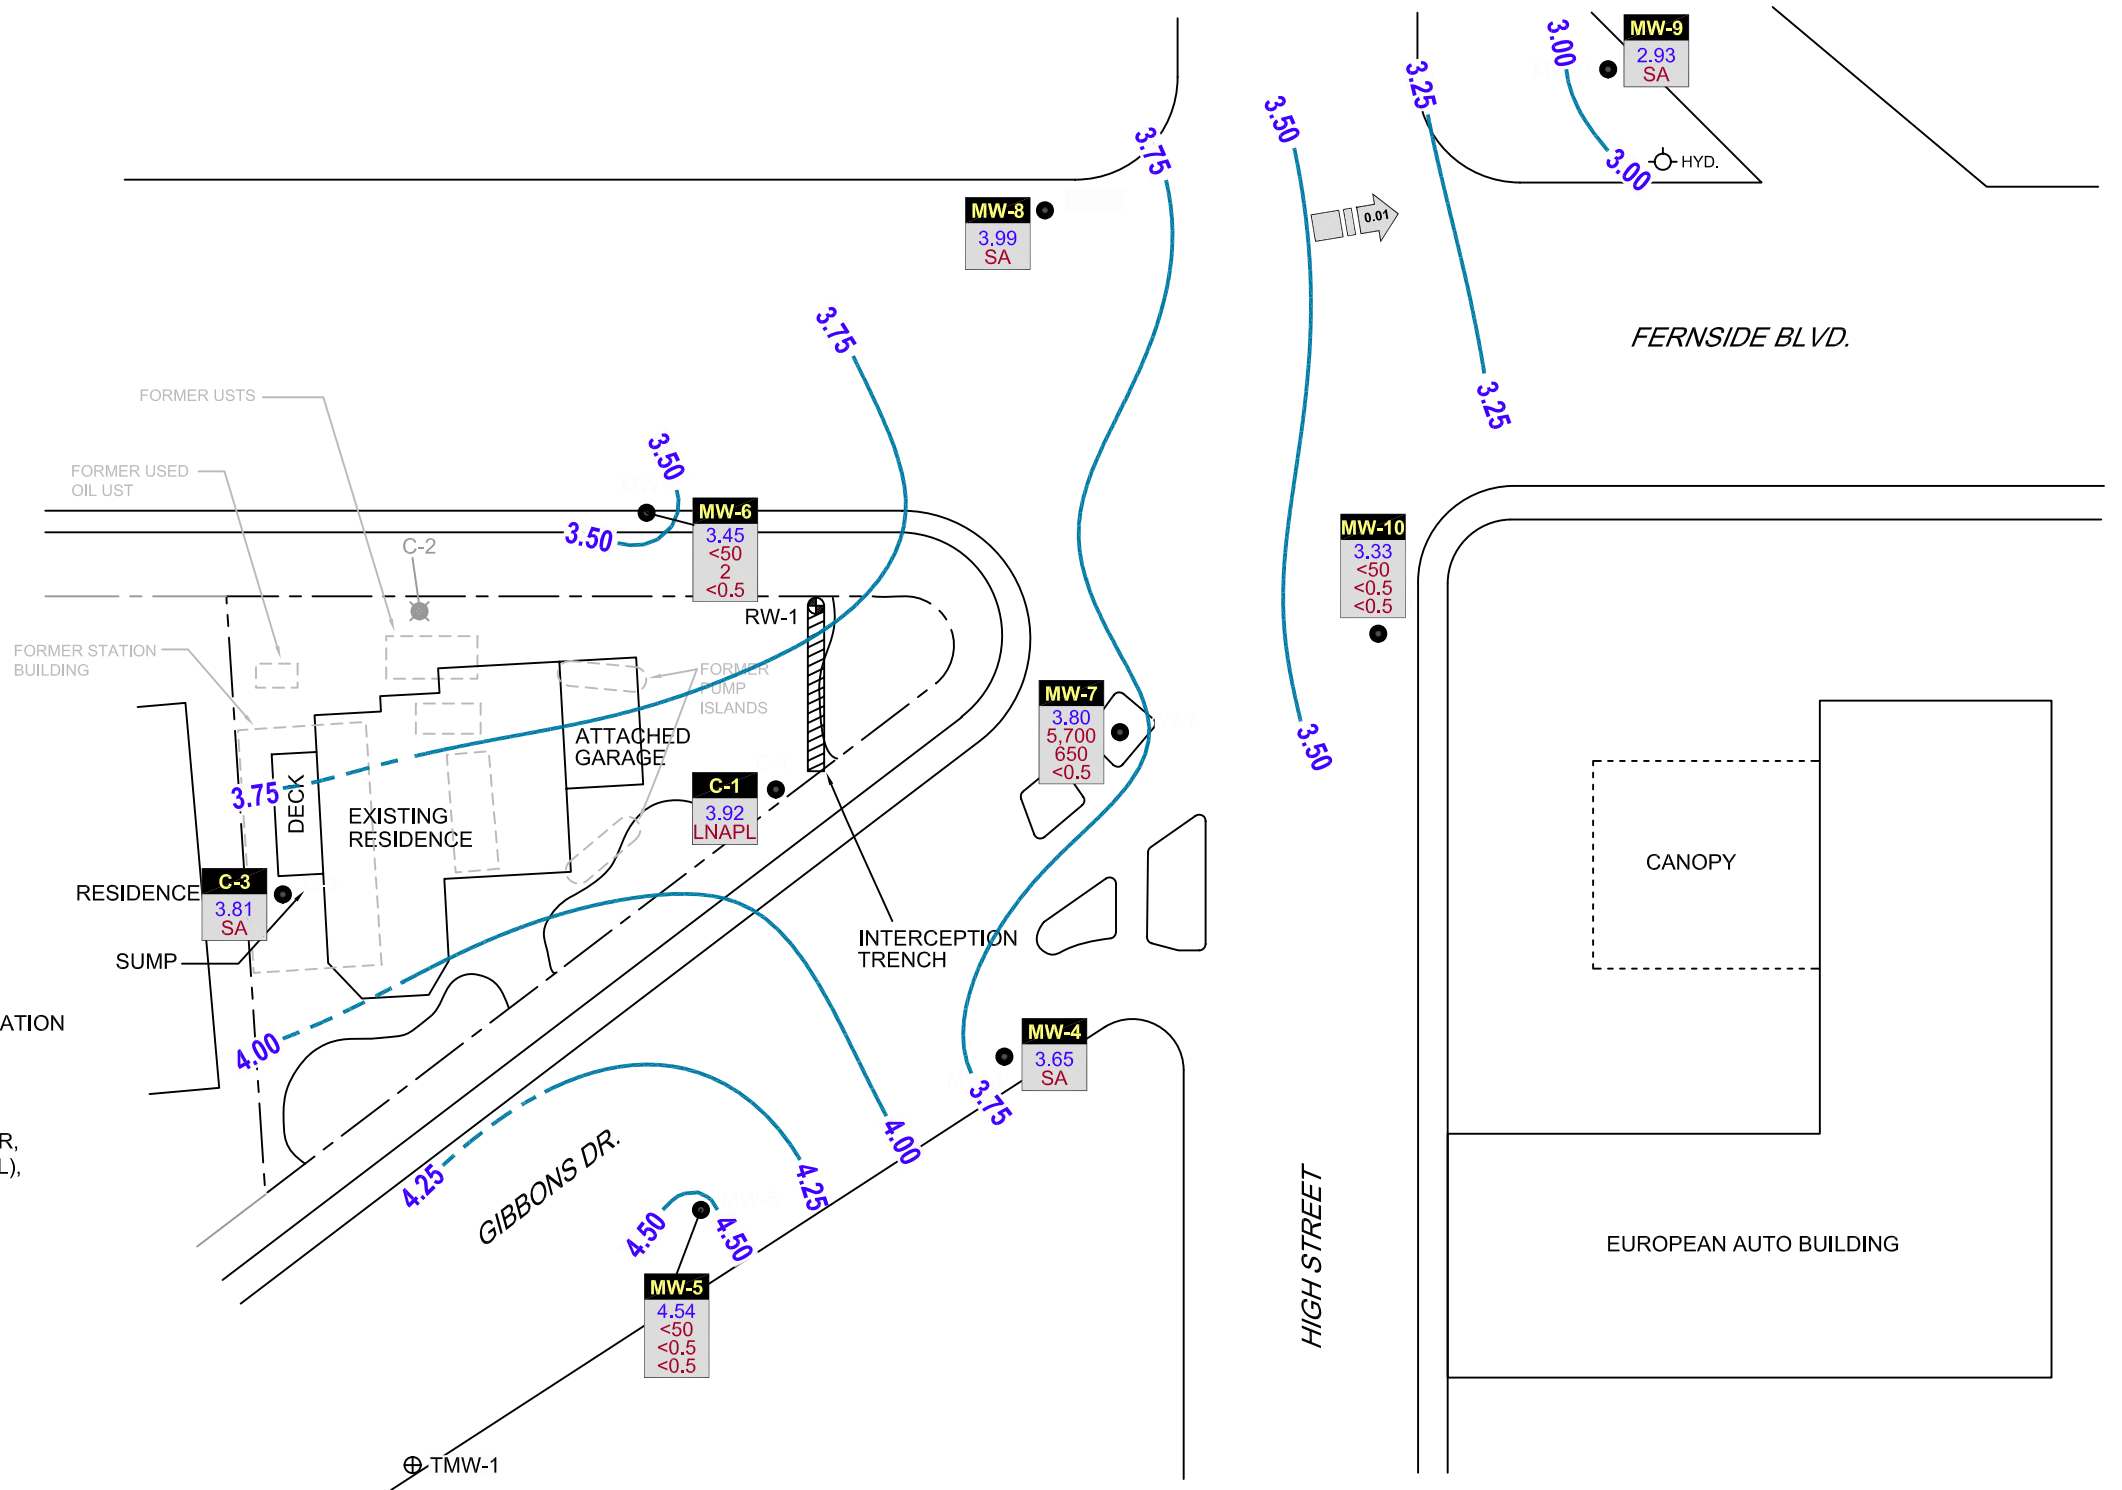 MW-9
2.93
SA
3.00
3.00
HYD.
3.25
3.25
3.50
3.50
0.01
3.75
MW-8
3.99
SA
FERNSIDE BLVD.
3.75
FORMER USTS
FORMER USED
OIL UST
3.50
3.50
MW-6
3.45
<50
2
<0.5
C-2
RW-1
MW-10
3.33
<50
<0.5
<0.5
FORMER STATION
BUILDING
FORMER
PUMP
ISLANDS
MW-7
3.80
5,700
650
<0.5
ATTACHED
GARAGE
3.75
DECK
EXISTING
RESIDENCE
C-1
3.92
LNAPL
CANOPY
RESIDENCE
C-3
3.81
SA
SUMP
INTERCEPTION
TRENCH
ATION
4.00
MW-4
3.65
SA
3.75
4.00
R,
L),
4.25
4.25
GIBBONS DR.
4.50
4.50
MW-5
4.54
<50
<0.5
<0.5
HIGH STREET
EUROPEAN AUTO BUILDING
TMW-1